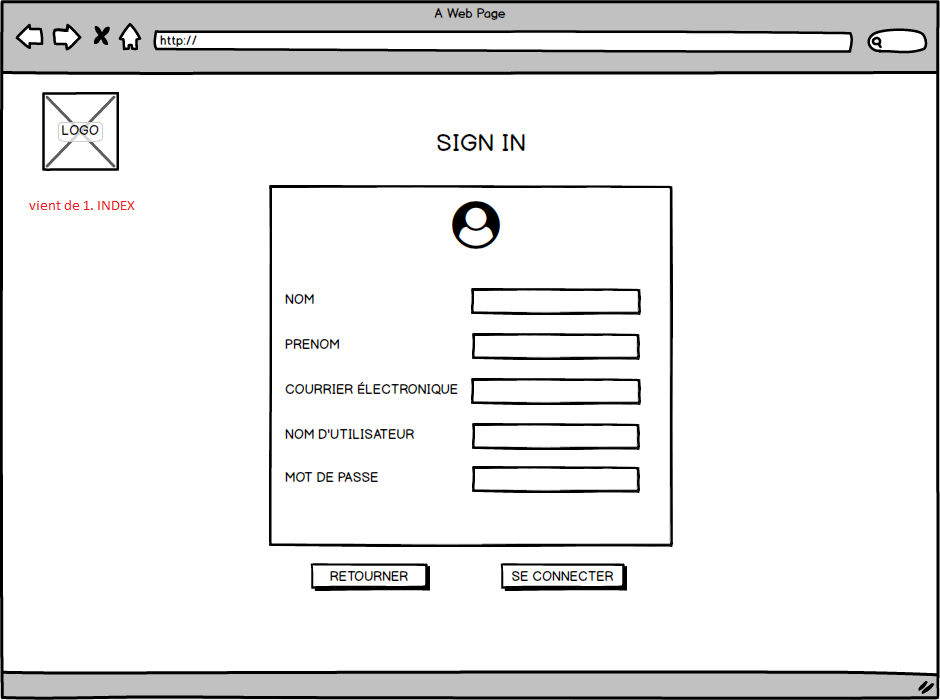 A Web Page
http://
LOGO
SIGN IN
vient de 1. INDEX
NOM
PRENOM
COURRIER ÉLECTRONIQUE
NOM D'UTILISATEUR
MOT DE PASSE
RETOURNER
SE CONNECTER